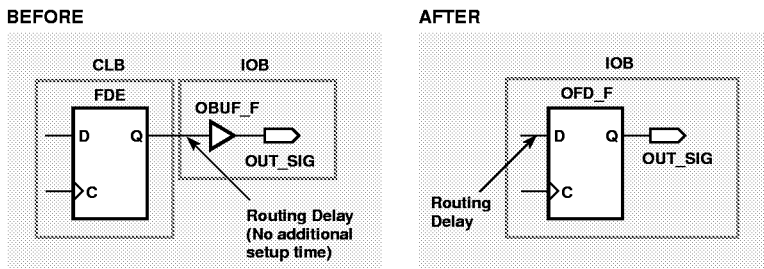 BEFORE
AFTER
CLB
IOB
IOB
FDE
OBUF_F
OFD_F
D
Q
D
Q
OUT_SIG
OUT_SIG
C
C
Routing Delay
(No additional
setup time)
Routing
Delay